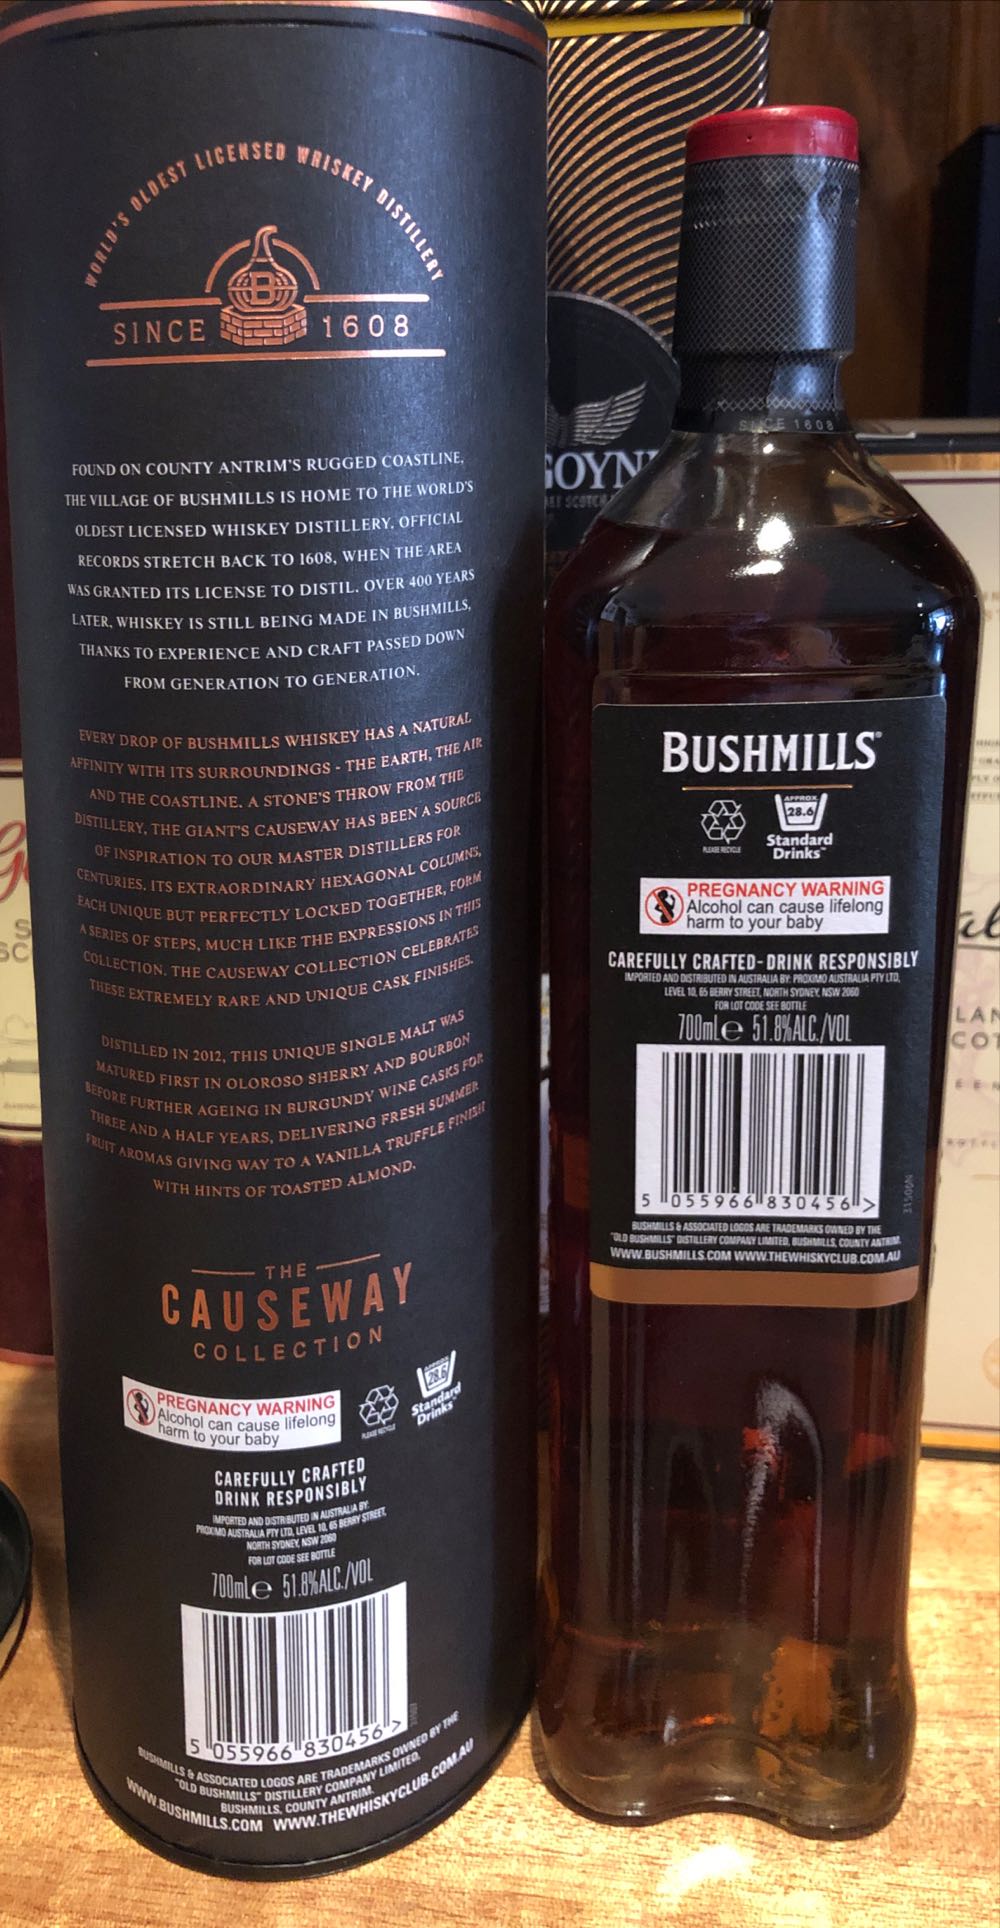 WORLD'S OLDEST LICENSED WHISKEY DISTILLERY
B
SINCE 1608
FOUND ON COUNTY ANTRIM'S RUGGED COASTLINE,
THE VILLAGE OF BUSHMILLS IS HOME TO THE WORLD'S
OLDEST LICENSED WHISKEY DISTILLERY. OFFICIAL
RECORDS STRETCH BACK TO 1608, WHEN THE AREA
WAS GRANTED ITS LICENSE TO DISTIL. OVER 400 YEARS
LATER, WHISKEY IS STILL BEING MADE IN BUSHMILLS,
THANKS TO EXPERIENCE AND CRAFT PASSED DOWN
FROM GENERATION TO GENERATION.
EVERY DROP OF BUSHMILLS WHISKEY HAS A NATURAL
AFFINITY WITH ITS SURROUNDINGS - THE EARTH, THE AIR
AND THE COASTLINE. A STONE'S THROW FROM THE
DISTILLERY, THE GIANT'S CAUSEWAY HAS BEEN A SOURCE
OF INSPIRATION TO OUR MASTER DISTILLERS FOR
CENTURIES. ITS EXTRAORDINARY HEXAGONAL COLUMNS,
EACH UNIQUE BUT PERFECTLY LOCKED TOGETHER, FORM
A SERIES OF STEPS, MUCH LIKE THE EXPRESSIONS IN THIS
COLLECTION. THE CAUSEWAY COLLECTION CELEBRATES
THESE EXTREMELY RARE AND UNIQUE CASK FINISHES.
DISTILLED IN 2012, THIS UNIQUE SINGLE MALT WAS
MATURED FIRST IN OLOROSO SHERRY AND BOURBON
BEFORE FURTHER AGEING IN BURGUNDY WINE CASKS FOR
THREE AND A HALF YEARS, DELIVERING FRESH SUMMER
FRUIT AROMAS GIVING WAY TO A VANILLA TRUFFLE FINISH
WITH HINTS OF TOASTED ALMOND.
THE
CAUSEWAY
COLLECTION
PREGNANCY WARNING
Alcohol can cause lifelong
harm to your baby
PLEASE RECYCLE
APPROX
28.6
Standard
Drinks™
CAREFULLY CRAFTED
DRINK RESPONSIBLY
IMPORTED AND DISTRIBUTED IN AUSTRALIA BY:
PROXIMO AUSTRALIA PTY LTD, LEVEL 10, 65 BERRY STREET,
NORTH SYDNEY, NSW 2060
FOR LOT CODE SEE BOTTLE
700mL e 51.8%ALC./VOL
5 055966 830456 >
BUSHMILLS & ASSOCIATED LOGOS ARE TRADEMARKS OWNED BY THE
"OLD BUSHMILLS" DISTILLERY COMPANY LIMITED,
BUSHMILLS, COUNTY ANTRIM.
WWW.BUSHMILLS.COM WWW.THEWHISKYCLUB.COM.AU
GOYN
SINCE 1608
BUSHMILLS®
PLEASE RECYCLE
APPROX
28.6
Standard
Drinks™
PREGNANCY WARNING
Alcohol can cause lifelong
harm to your baby
CAREFULLY CRAFTED-DRINK RESPONSIBLY
IMPORTED AND DISTRIBUTED IN AUSTRALIA BY: PROXIMO AUSTRALIA PTY LTD,
LEVEL 10, 65 BERRY STREET, NORTH SYDNEY, NSW 2060
FOR LOT CODE SEE BOTTLE
700mL e 51.8%ALC./VOL
5 055966 830456 >
31500N
BUSHMILLS & ASSOCIATED LOGOS ARE TRADEMARKS OWNED BY THE
"OLD BUSHMILLS" DISTILLERY COMPANY LIMITED, BUSHMILLS, COUNTY ANTRIM.
WWW.BUSHMILLS.COM WWW.THEWHISKYCLUB.COM.AU